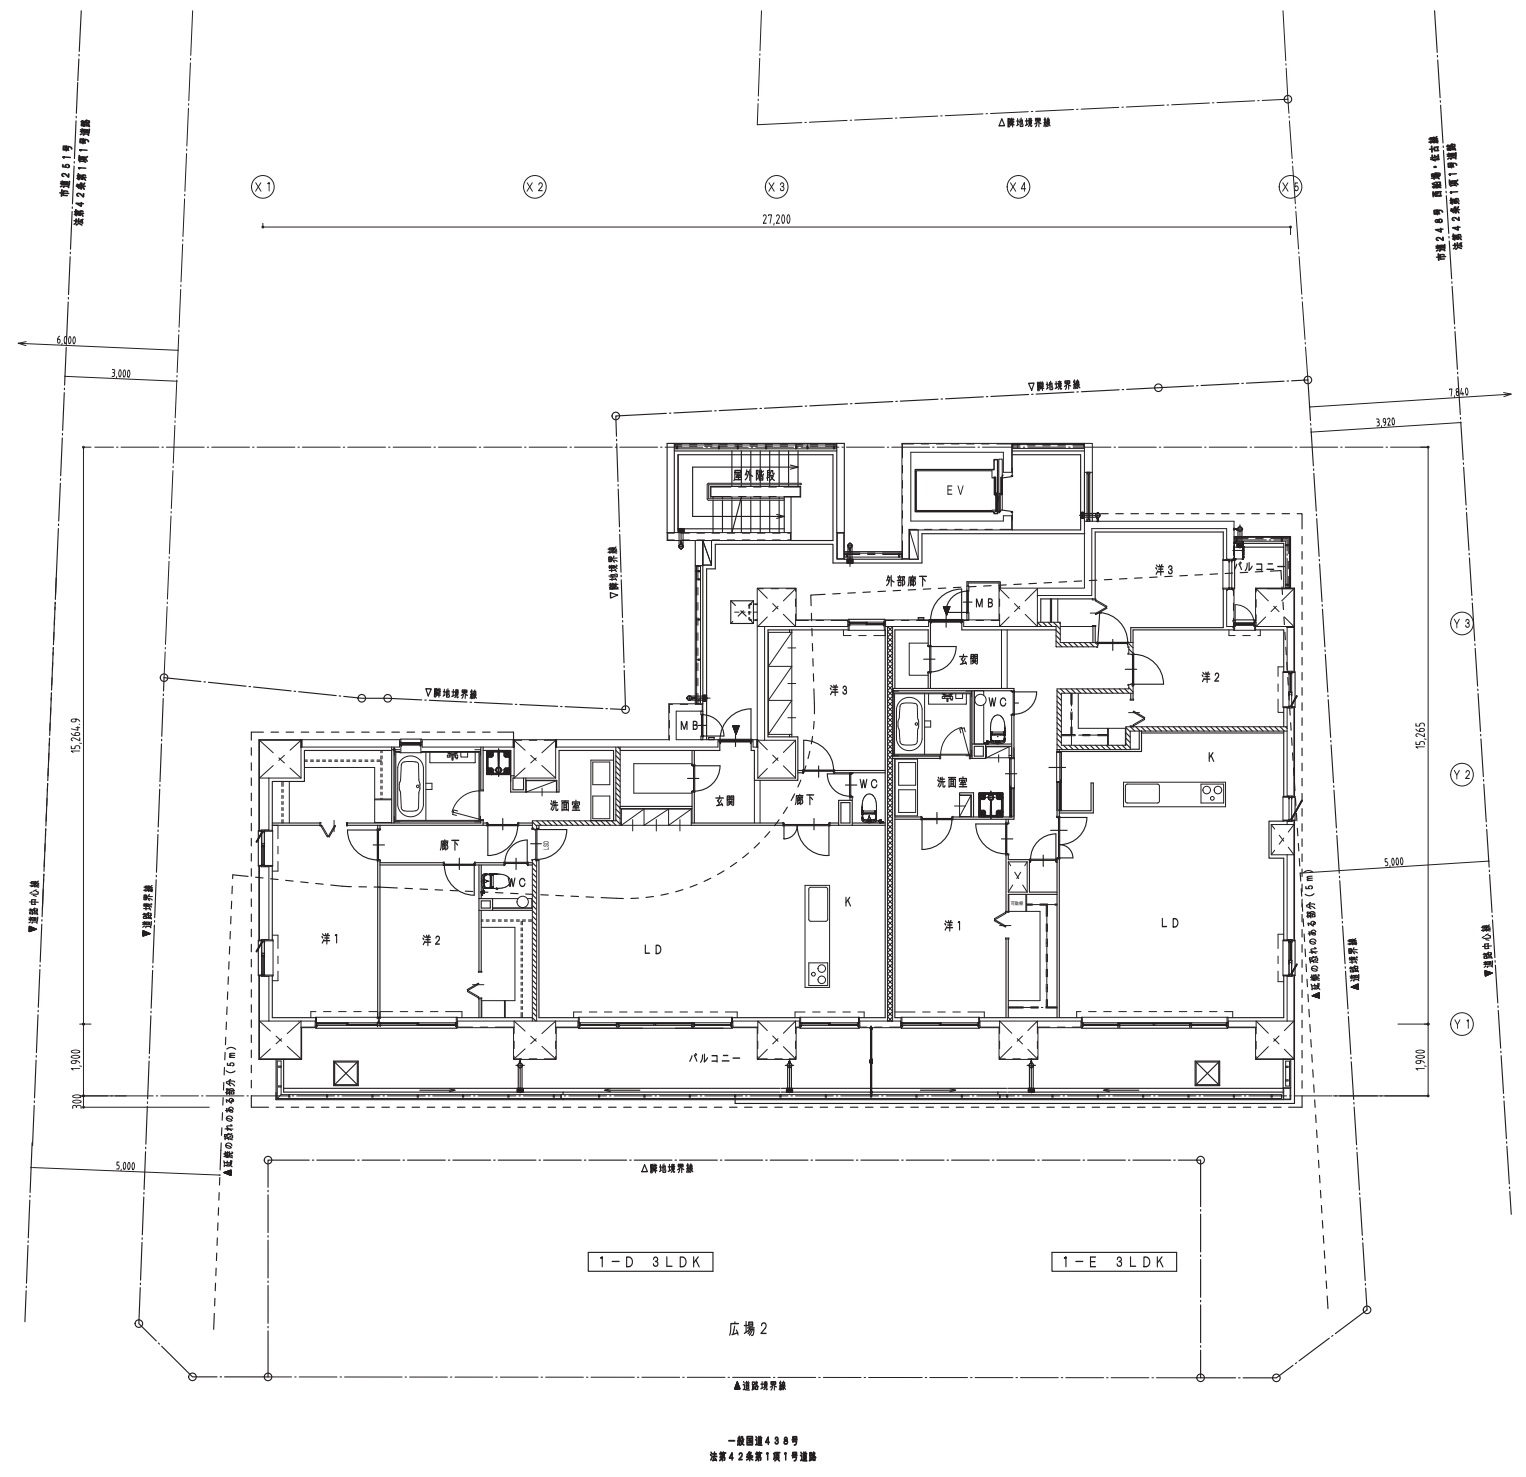 △隣地境界線
市道251号
法第42条第1項1号道路
市道248号 西船場・佐古線
法第42条第1項1号道路
X1
X2
X3
X4
X5
27,200
6,000
3,000
▽隣地境界線
7,840
3,920
屋外階段
EV
▽隣地境界線
外部廊下
MB
洋3
バルコニー
Y3
玄関
洋2
洋3
WC
▽隣地境界線
MB
15,264.9
15,265
K
Y2
洗面室
玄関
廊下
WC
洗面室
廊下
WC
K
5,000
▼道路中心線
▼道路境界線
洋1
洋2
LD
洋1
LD
▲延焼の恐れのある部分(5m)
▲道路境界線
▼道路中心線
Y1
バルコニー
1,900
1,900
300
▲延焼の恐れのある部分(5m)
5,000
△隣地境界線
1-D 3LDK
1-E 3LDK
広場2
▲道路境界線
一般国道438号
法第42条第1項1号道路